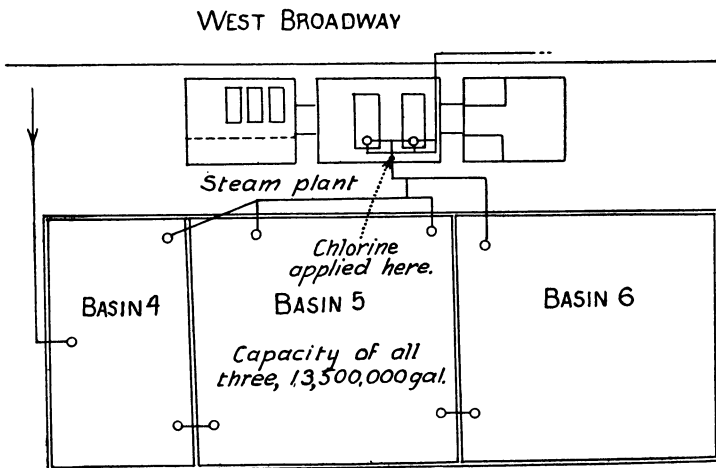 WEST BROADWAY
Steam plant
Chlorine
applied here.
BASIN 4
BASIN 5
BASIN 6
Capacity of all
three, 13,500,000 gal.